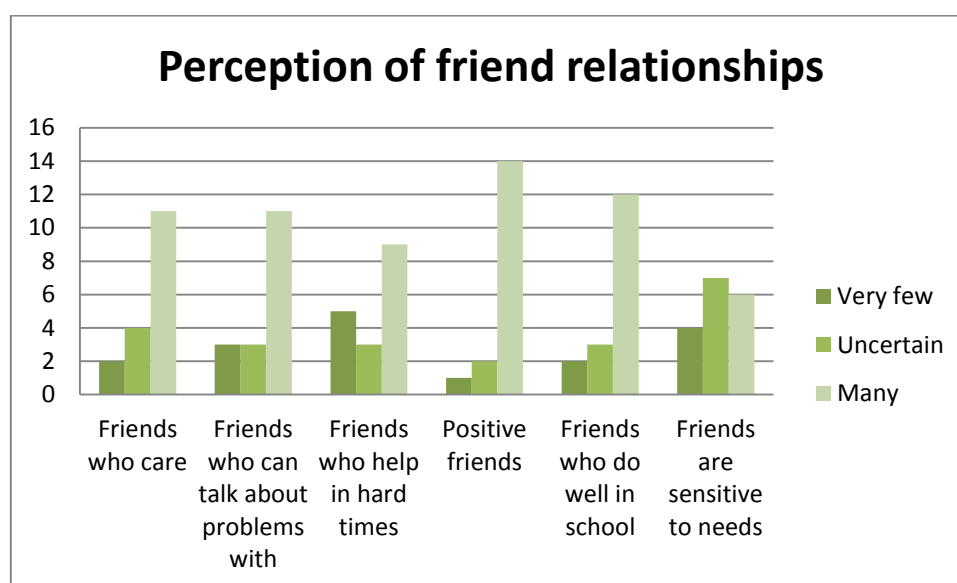 Perception of friend relationships
16
14
12
10
8
6
4
2
0
Very few
Uncertain
Many
Friends
who care
Friends
who can
talk about
problems
with
Friends
who help
in hard
times
Positive
friends
Friends
who do
well in
school
Friends
are
sensitive
to needs